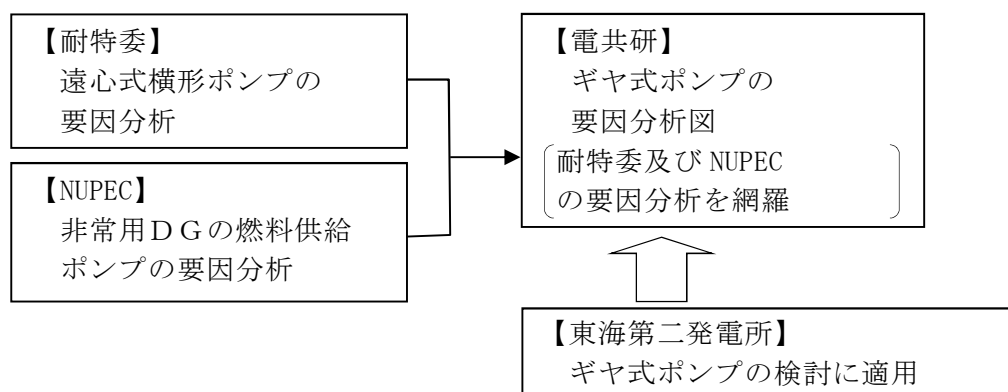 【耐特委】
遠心式横形ポンプの
要因分析
【NUPEC】
非常用ＤＧの燃料供給
ポンプの要因分析
【電共研】
ギヤ式ポンプの
要因分析図
耐特委及び NUPEC
の要因分析を網羅
【東海第二発電所】
ギヤ式ポンプの検討に適用